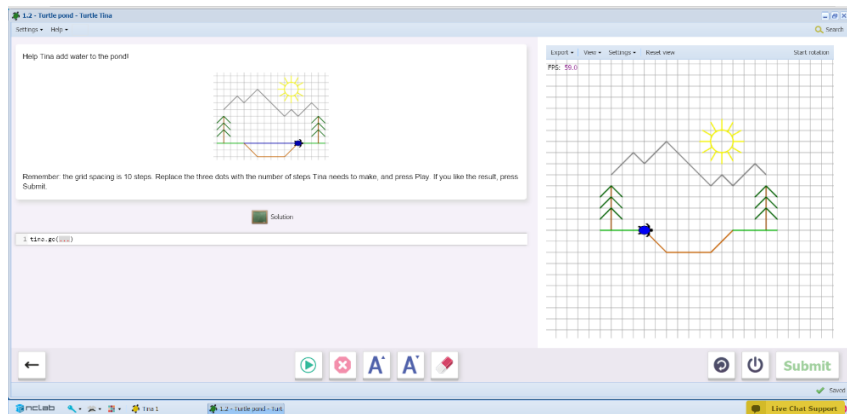 1.2 - Turtle pond - Turtle Tina
Settings Help
Search
Help Tina add water to the pond!
Remember: the grid spacing is 10 steps. Replace the three dots with the number of steps Tina needs to make, and press Play. If you like the result, press
Submit.
Solution
1 tina.go(...)
Export View Settings Reset view Start rotation
FPS: 59.0
A A
Submit
Saved
nclab Tina 1 1.2 - Turtle pond - Turt Live Chat Support